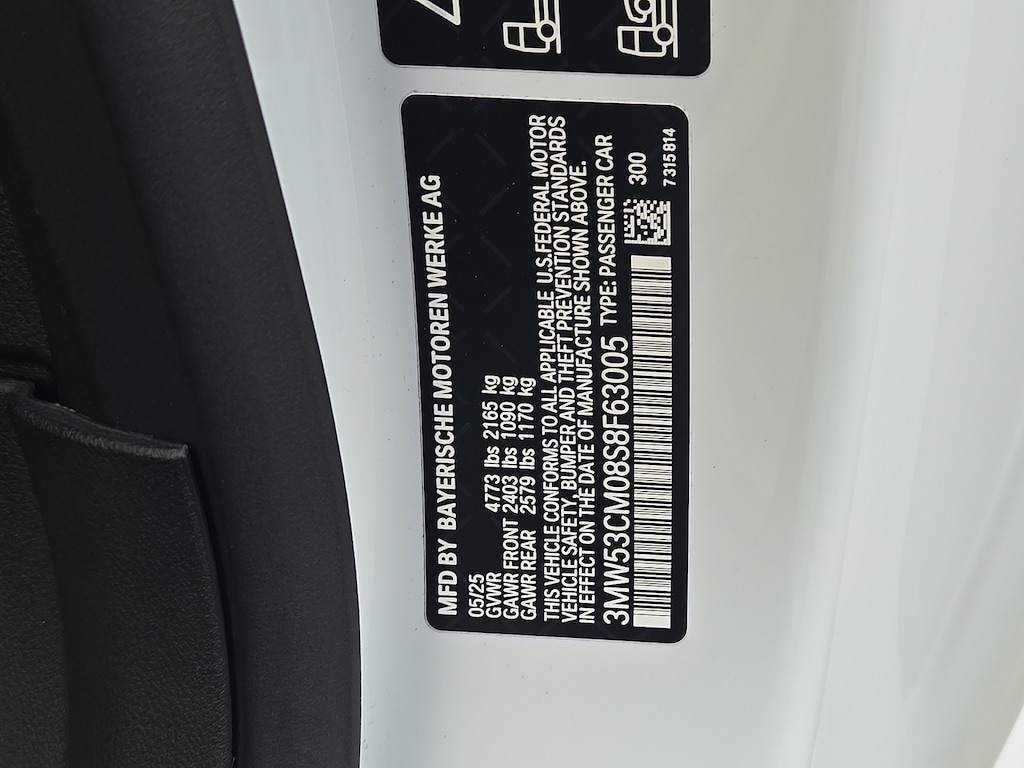 MFD BY BAYERISCHE MOTOREN WERKE AG
05/25
GVWR 4773 lbs 2165 kg
GAWR FRONT 2403 lbs 1090 kg
GAWR REAR 2579 lbs 1170 kg
THIS VEHICLE CONFORMS TO ALL APPLICABLE U.S.FEDERAL MOTOR
VEHICLE SAFETY, BUMPER AND THEFT PREVENTION STANDARDS
IN EFFECT ON THE DATE OF MANUFACTURE SHOWN ABOVE.
3MW53CM08S8F63005 TYPE: PASSENGER CAR
300
7315814